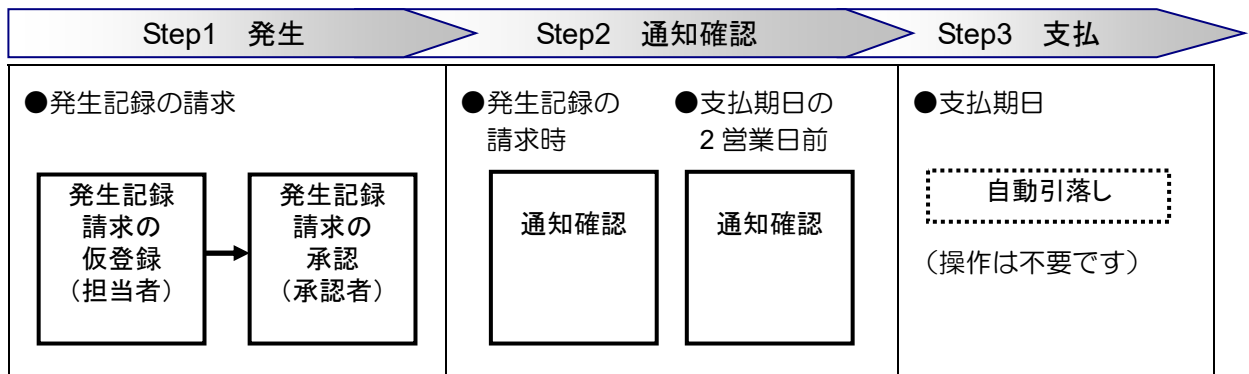 Step1 発生
Step2 通知確認
Step3 支払
●発生記録の請求
発生記録
請求の
仮登録
（担当者）
発生記録
請求の
承認
（承認者）
●発生記録の
請求時
通知確認
●支払期日の
2 営業日前
通知確認
●支払期日
自動引落し
（操作は不要です）